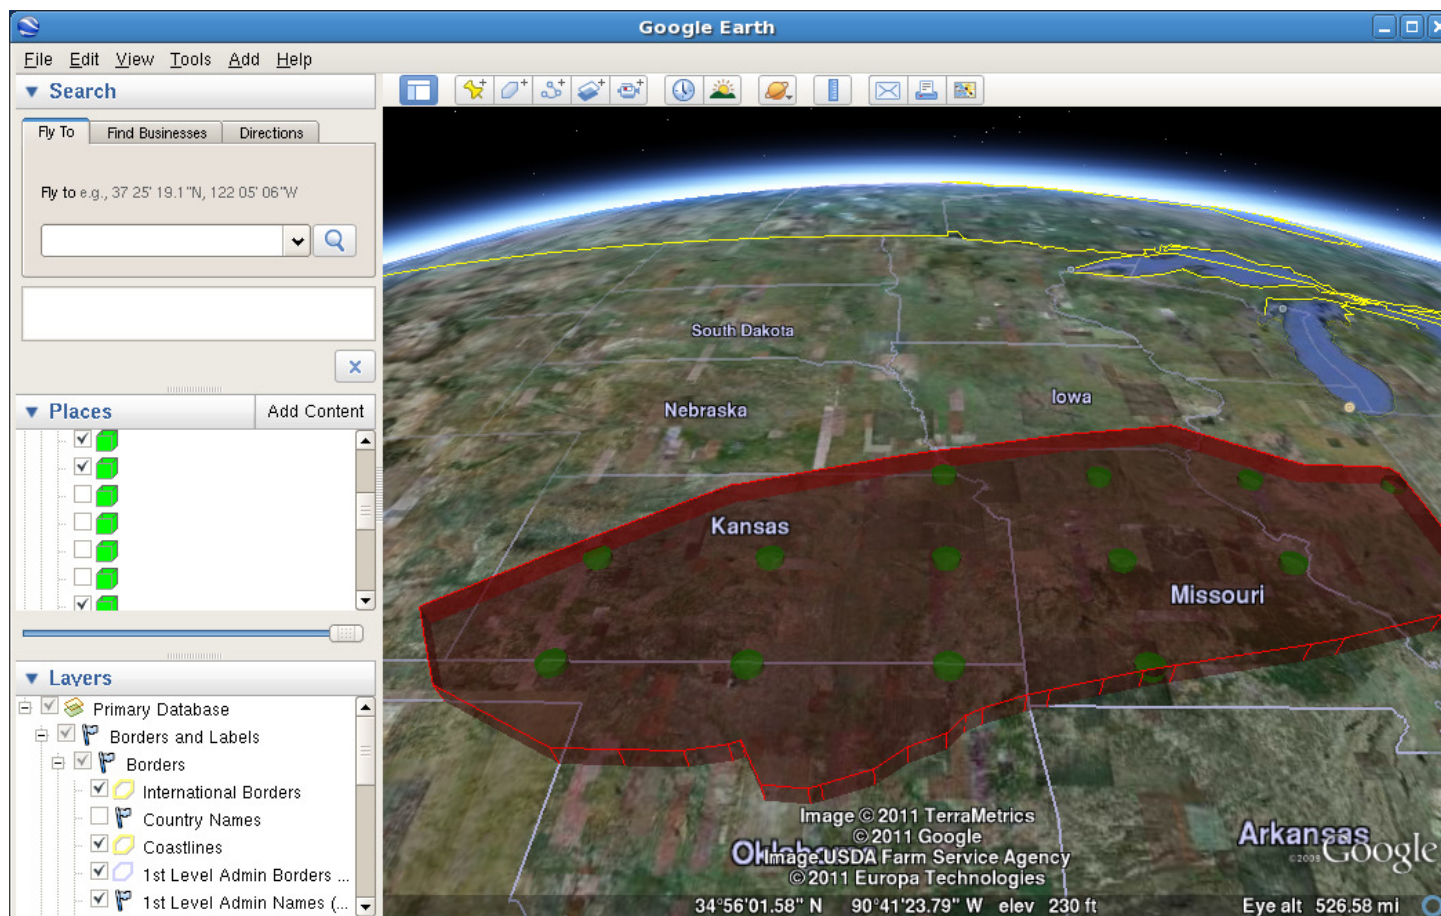 Google Earth
File Edit View Tools Add Help
Search
Fly To Find Businesses Directions
Fly to e.g., 37 25' 19.1"N, 122 05' 06"W
Places Add Content
Layers
Primary Database
Borders and Labels
Borders
International Borders
Country Names
Coastlines
1st Level Admin Borders ...
1st Level Admin Names (...
South Dakota
Iowa
Nebraska
Kansas
Missouri
Image © 2011 TerraMetrics
© 2011 Google
Image USDA Farm Service Agency
© 2011 Europa Technologies
Oklahoma
Arkansas
©2009 Google
34°56'01.58" N 90°41'23.79" W elev 230 ft Eye alt 526.58 mi